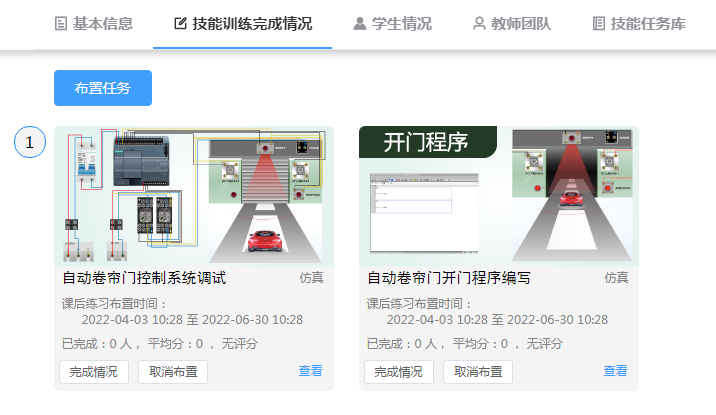 基本信息 技能训练完成情况 学生情况 教师团队 技能任务库
布置任务
1
开门程序
自动卷帘门控制系统调试 仿真
课后练习布置时间：
2022-04-03 10:28 至 2022-06-30 10:28
已完成：0 人， 平均分：0 ， 无评分
完成情况 取消布置 查看
自动卷帘门开门程序编写 仿真
课后练习布置时间：
2022-04-03 10:28 至 2022-06-30 10:28
已完成：0 人， 平均分：0 ， 无评分
完成情况 取消布置 查看